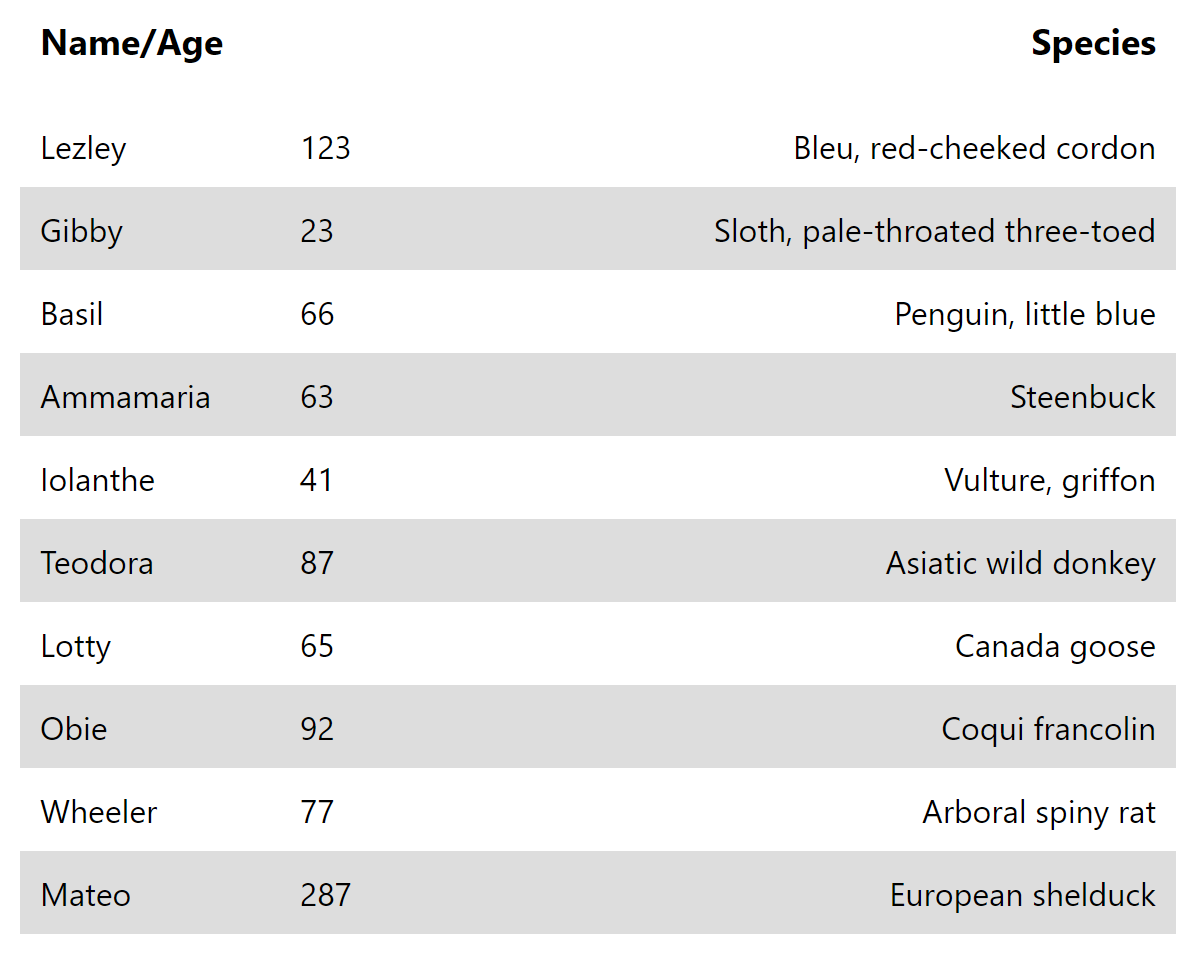 Name/Age Species
Lezley 123 Bleu, red-cheeked cordon
Gibby 23 Sloth, pale-throated three-toed
Basil 66 Penguin, little blue
Ammamaria 63 Steenbuck
Iolanthe 41 Vulture, griffon
Teodora 87 Asiatic wild donkey
Lotty 65 Canada goose
Obie 92 Coqui francolin
Wheeler 77 Arboral spiny rat
Mateo 287 European shelduck